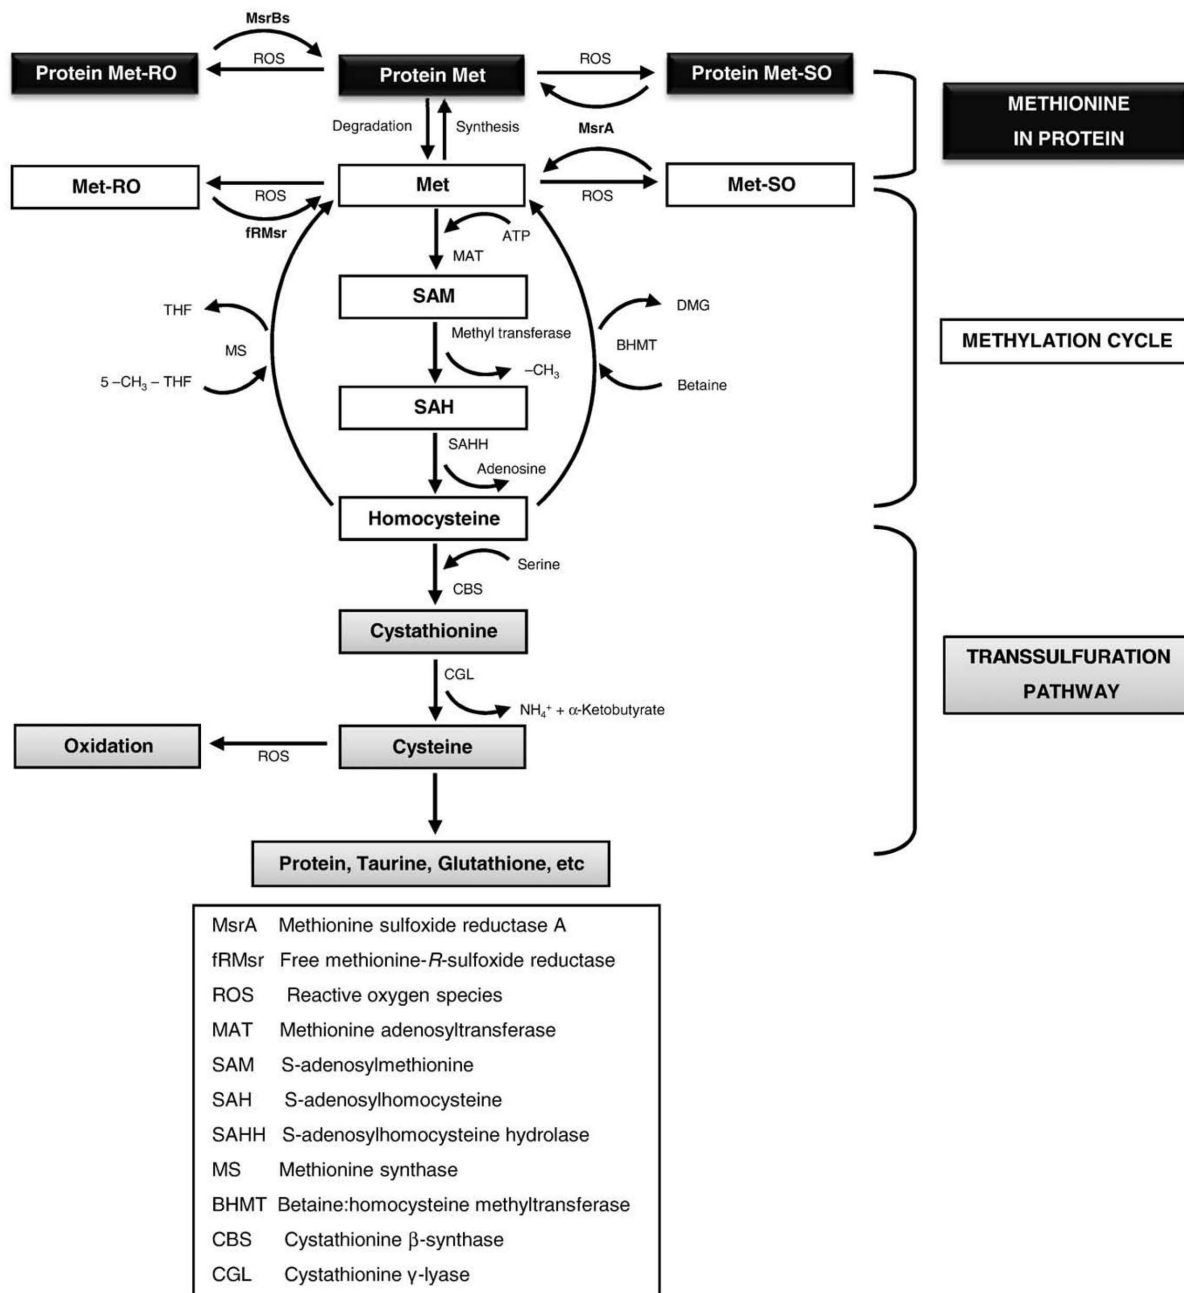 MsrBs
ROS
Protein Met-RO
Protein Met
ROS
Protein Met-SO
Degradation
Synthesis
MsrA
METHIONINE
IN PROTEIN
Met-RO
ROS
fRMsr
Met
ROS
Met-SO
ATP
MAT
SAM
THF
MS
5 –CH₃ – THF
Methyl transferase
–CH₃
DMG
BHMT
Betaine
METHYLATION CYCLE
SAH
SAHH
Adenosine
Homocysteine
Serine
CBS
Cystathionine
CGL
NH₄⁺ + α-Ketobutyrate
TRANSSULFURATION
PATHWAY
Oxidation
ROS
Cysteine
Protein, Taurine, Glutathione, etc
MsrA Methionine sulfoxide reductase A
fRMsr Free methionine-R-sulfoxide reductase
ROS Reactive oxygen species
MAT Methionine adenosyltransferase
SAM S-adenosylmethionine
SAH S-adenosylhomocysteine
SAHH S-adenosylhomocysteine hydrolase
MS Methionine synthase
BHMT Betaine:homocysteine methyltransferase
CBS Cystathionine β-synthase
CGL Cystathionine γ-lyase